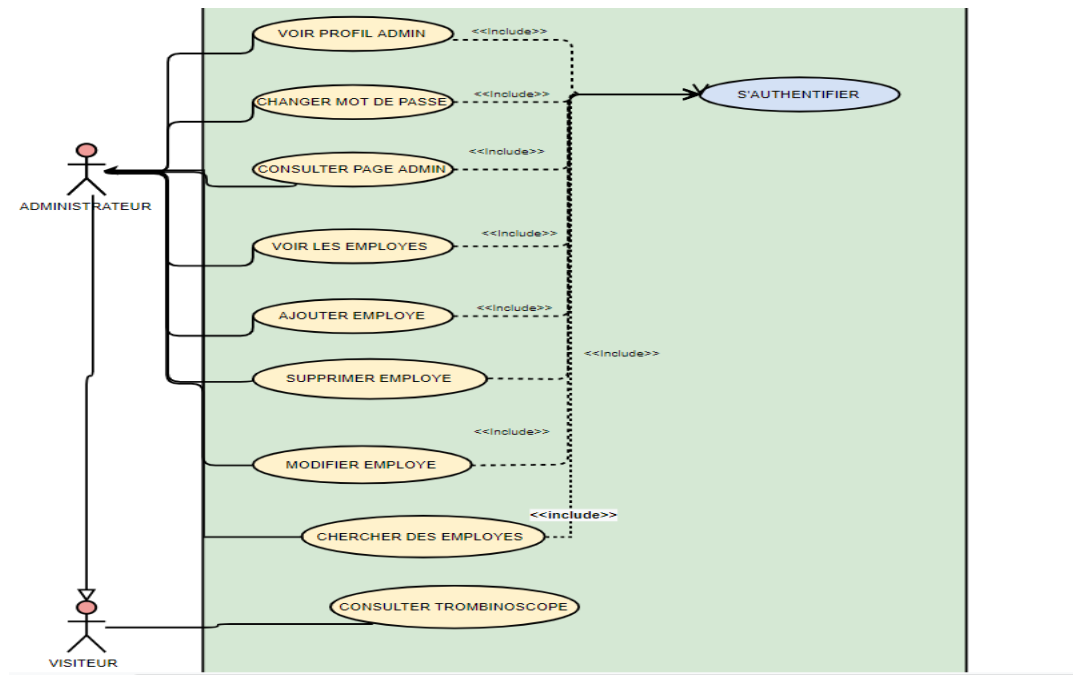 VOIR PROFIL ADMIN
<<Include>>
CHANGER MOT DE PASSE
<<Include>>
S'AUTHENTIFIER
<<Include>>
CONSULTER PAGE ADMIN
ADMINISTRATEUR
<<Include>>
VOIR LES EMPLOYES
<<Include>>
AJOUTER EMPLOYE
<<Include>>
SUPPRIMER EMPLOYE
<<Include>>
MODIFIER EMPLOYE
<<include>>
CHERCHER DES EMPLOYES
CONSULTER TROMBINOSCOPE
VISITEUR